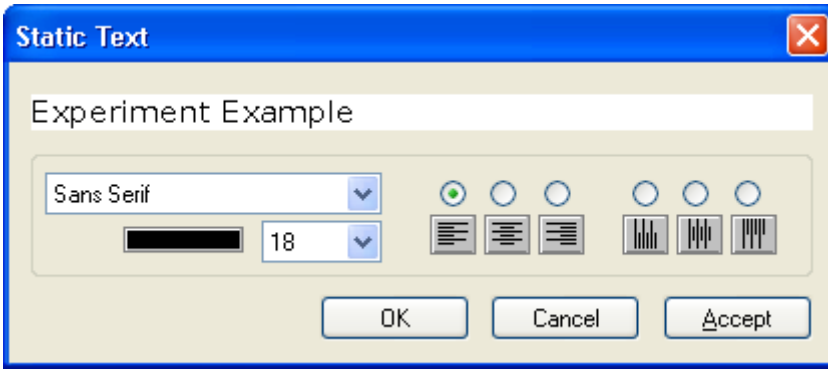 Static Text
Experiment Example
Sans Serif
18
OK Cancel Accept